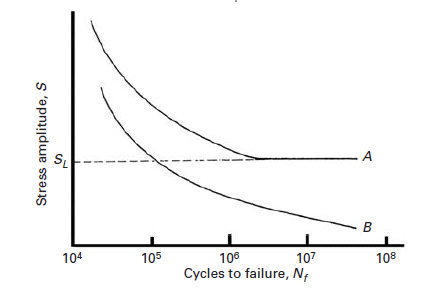 Stress amplitude, S
S_L
A
B
10⁴ 10⁵ 10⁶ 10⁷ 10⁸
Cycles to failure, N_f